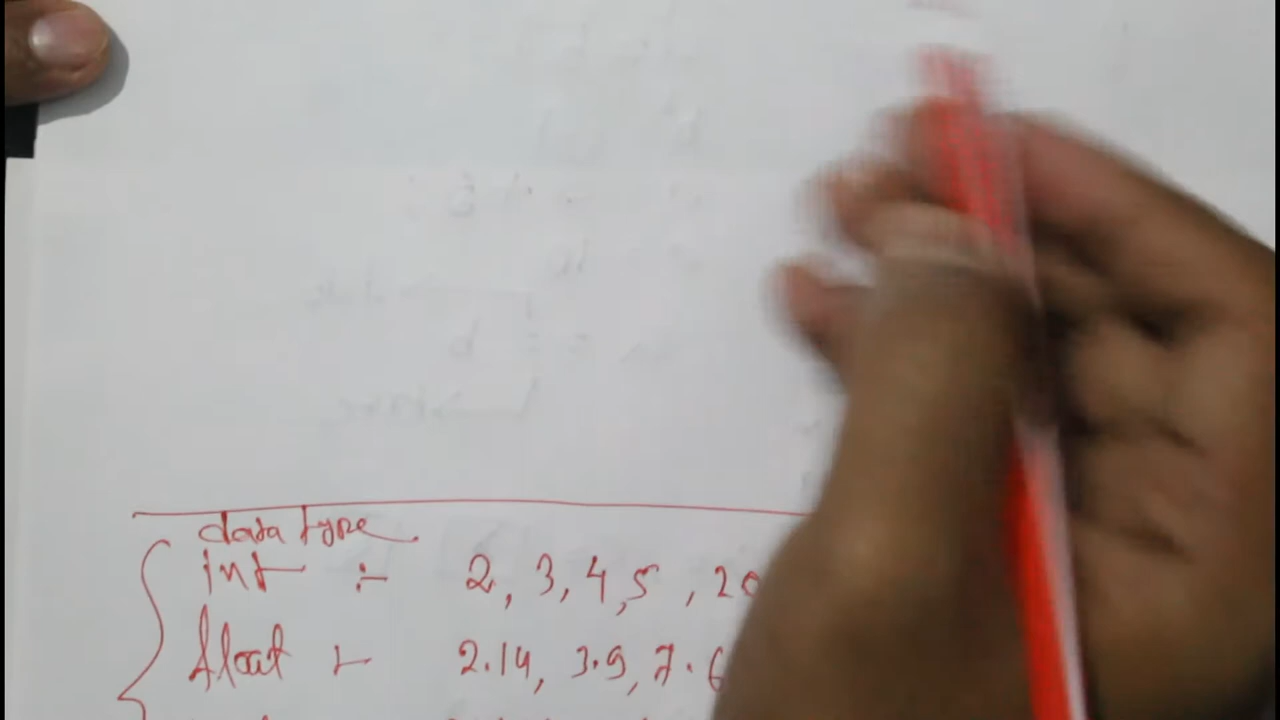 data type
int :- 2, 3, 4, 5, 20
float :- 2.14, 3.9, 7.6